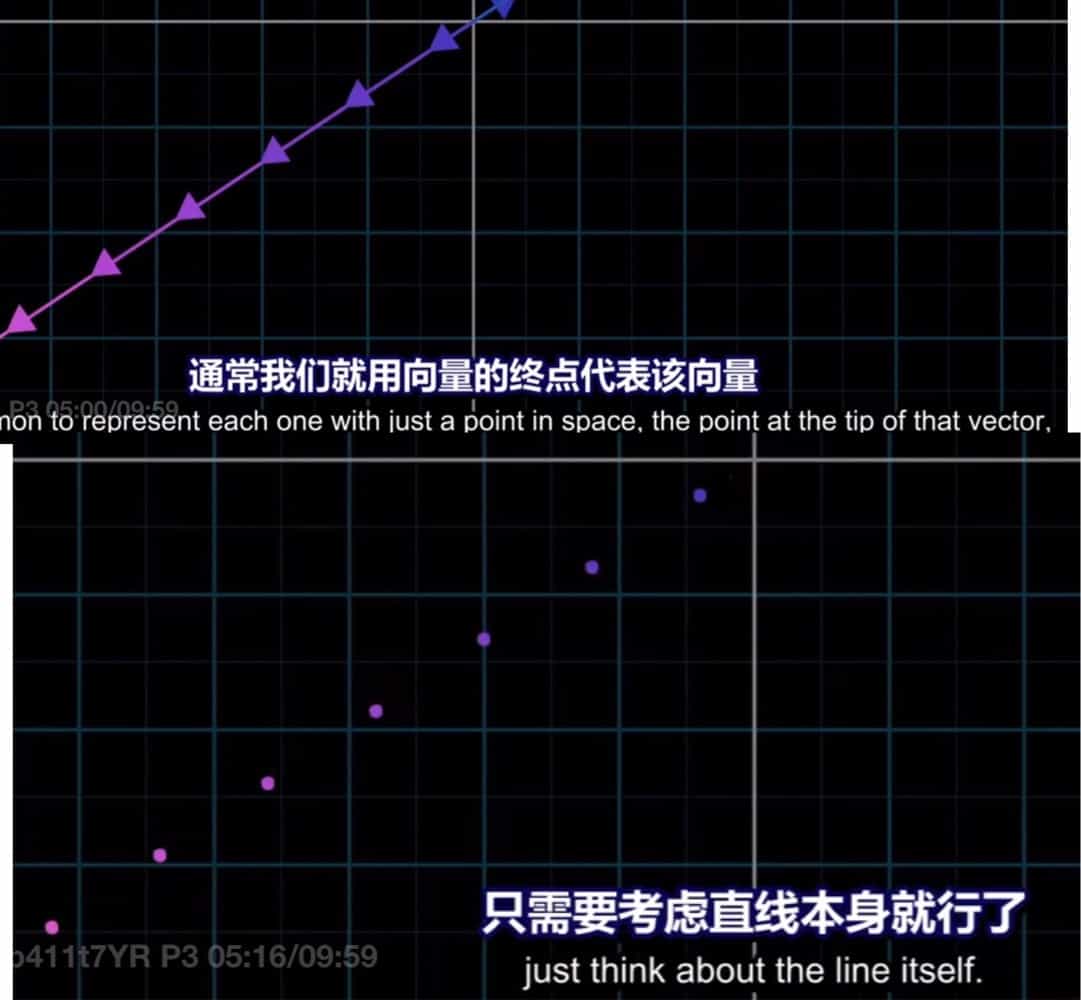 通常我们就用向量的终点代表该向量
P3 05:00/09:59
mon to represent each one with just a point in space, the point at the tip of that vector,
只需要考虑直线本身就行了
b411t7YR P3 05:16/09:59
just think about the line itself.